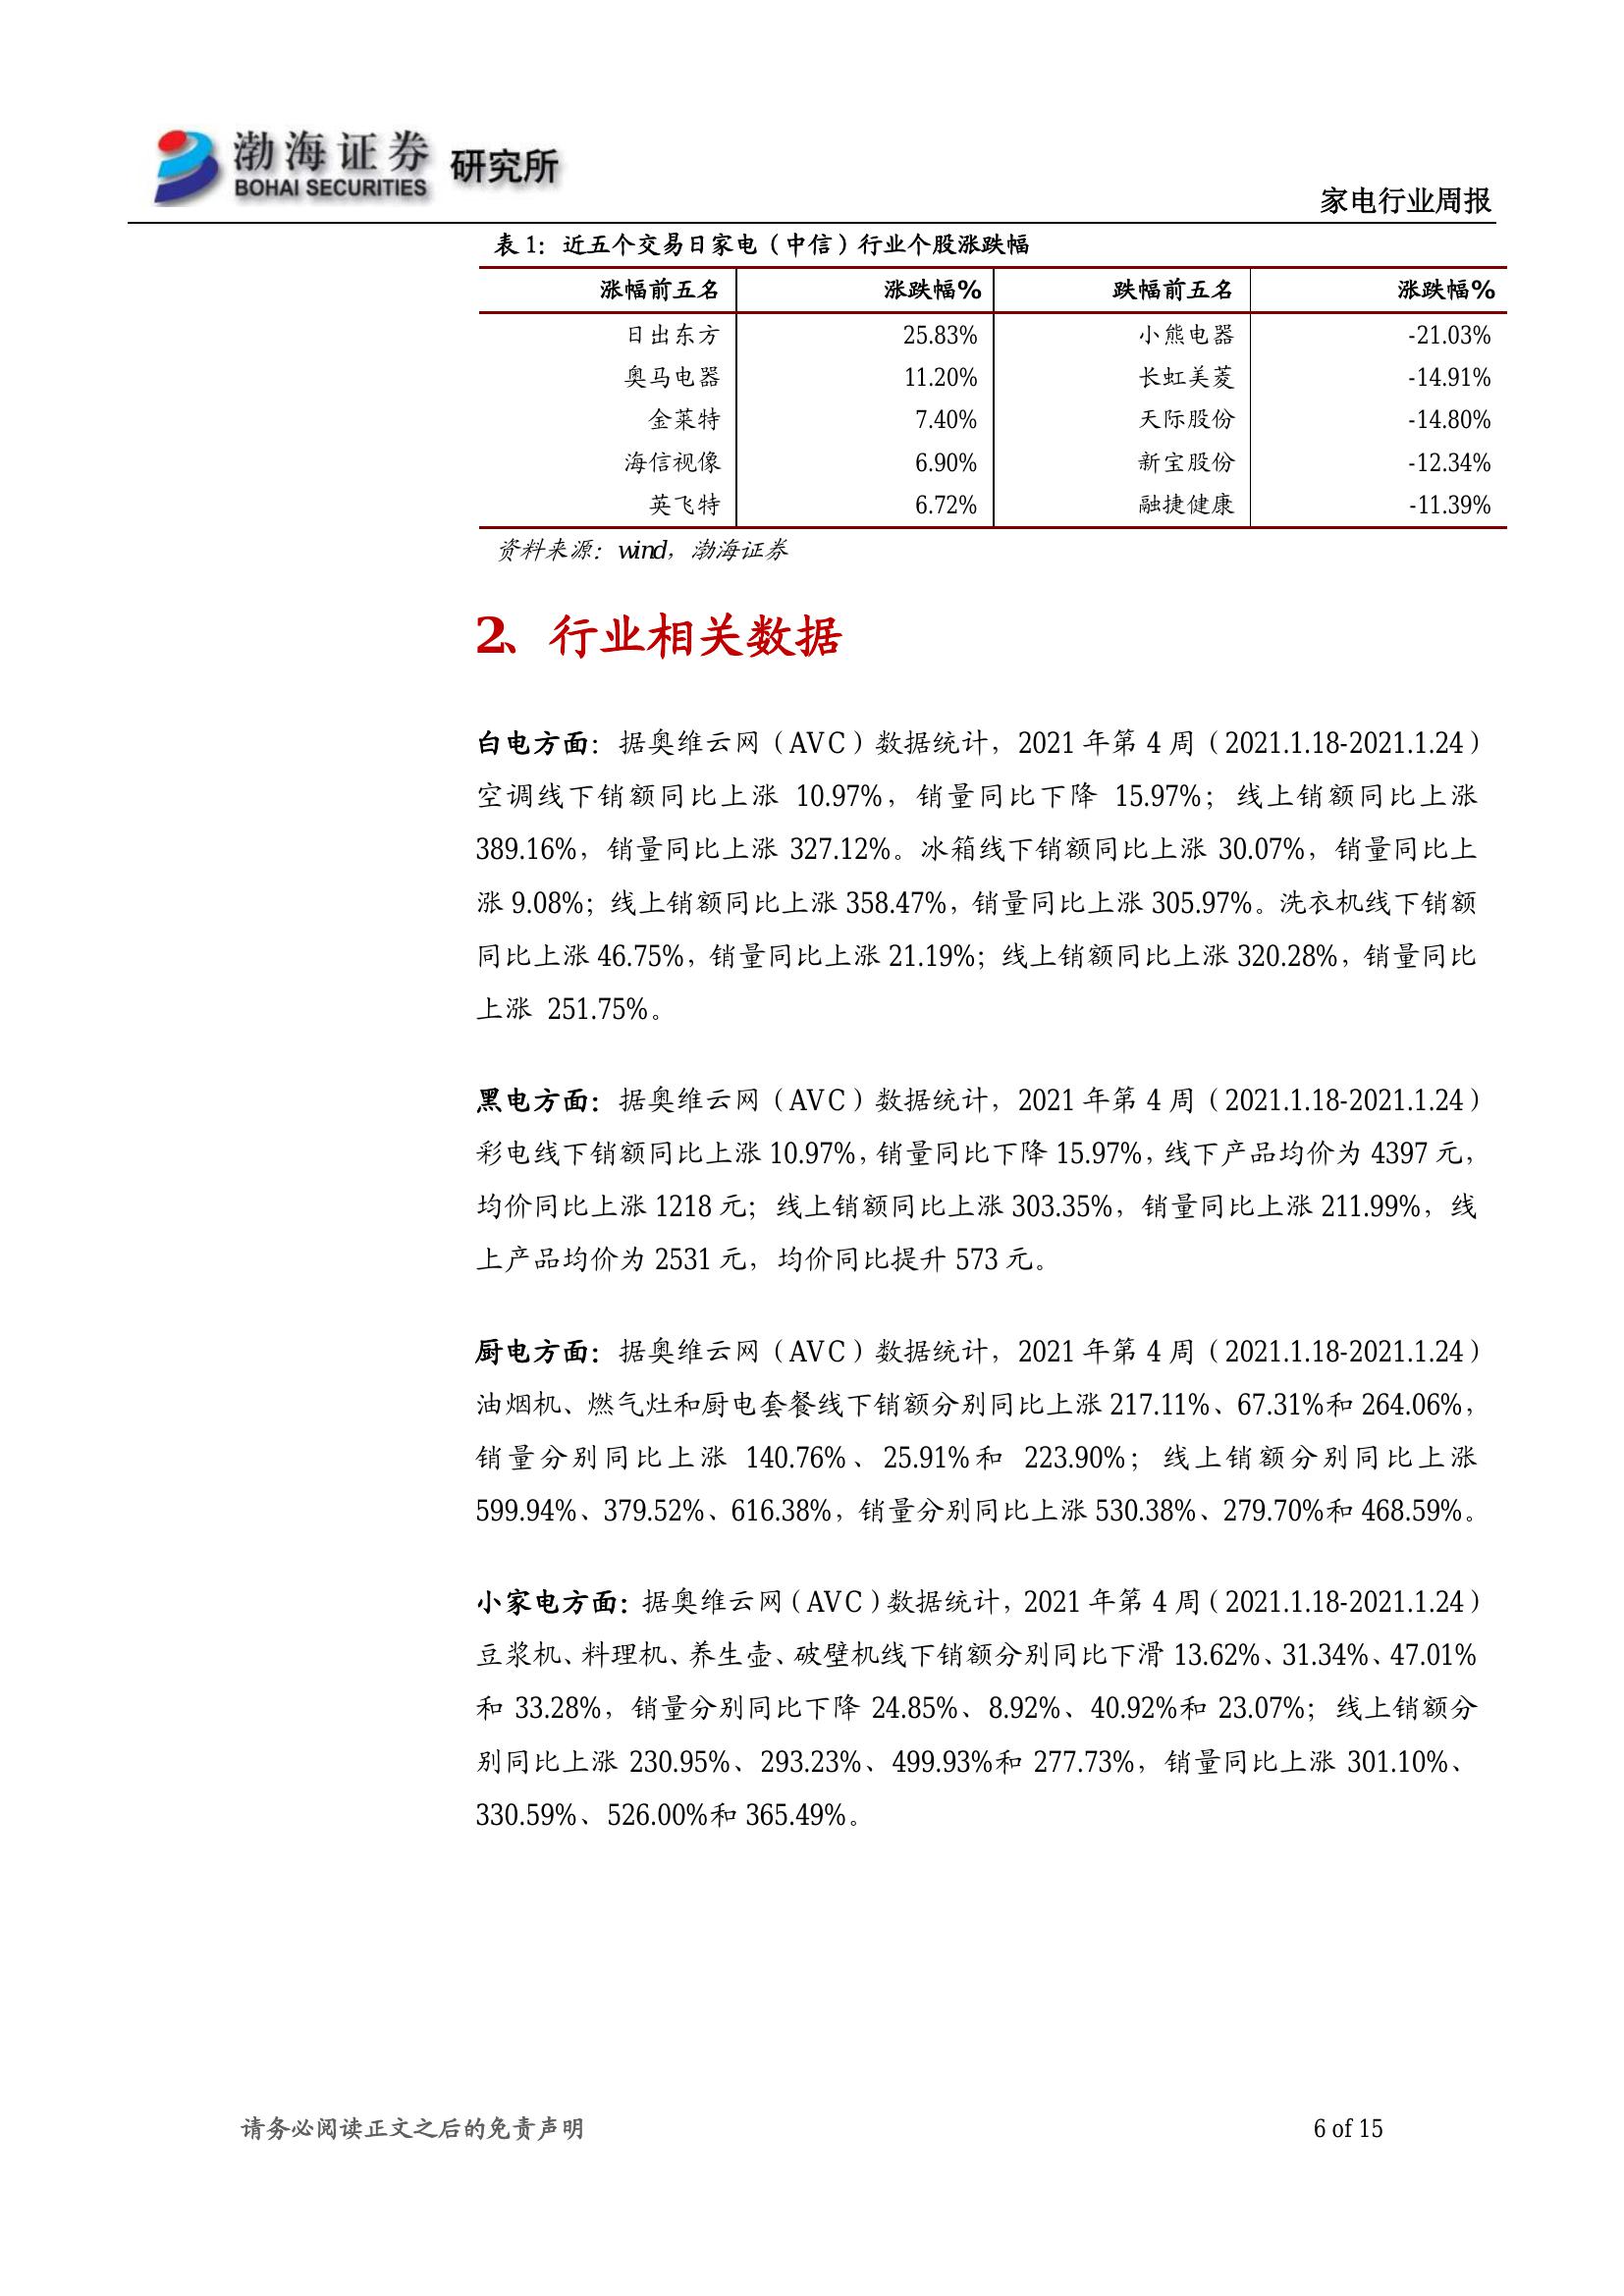 渤海证券 研究所
BOHAI SECURITIES
家电行业周报
表 1：近五个交易日家电（中信）行业个股涨跌幅
涨幅前五名 涨跌幅% 跌幅前五名 涨跌幅%
日出东方 25.83% 小熊电器 -21.03%
奥马电器 11.20% 长虹美菱 -14.91%
金莱特 7.40% 天际股份 -14.80%
海信视像 6.90% 新宝股份 -12.34%
英飞特 6.72% 融捷健康 -11.39%
资料来源：wind，渤海证券
2、行业相关数据
白电方面：据奥维云网（AVC）数据统计，2021 年第 4 周（2021.1.18-2021.1.24）
空调线下销额同比上涨 10.97%，销量同比下降 15.97%；线上销额同比上涨
389.16%，销量同比上涨 327.12%。冰箱线下销额同比上涨 30.07%，销量同比上
涨 9.08%；线上销额同比上涨 358.47%，销量同比上涨 305.97%。洗衣机线下销额
同比上涨 46.75%，销量同比上涨 21.19%；线上销额同比上涨 320.28%，销量同比
上涨 251.75%。
黑电方面：据奥维云网（AVC）数据统计，2021 年第 4 周（2021.1.18-2021.1.24）
彩电线下销额同比上涨 10.97%，销量同比下降 15.97%，线下产品均价为 4397 元，
均价同比上涨 1218 元；线上销额同比上涨 303.35%，销量同比上涨 211.99%，线
上产品均价为 2531 元，均价同比提升 573 元。
厨电方面：据奥维云网（AVC）数据统计，2021 年第 4 周（2021.1.18-2021.1.24）
油烟机、燃气灶和厨电套餐线下销额分别同比上涨 217.11%、67.31%和 264.06%，
销量分别同比上涨 140.76%、25.91%和 223.90%；线上销额分别同比上涨
599.94%、379.52%、616.38%，销量分别同比上涨 530.38%、279.70%和 468.59%。
小家电方面：据奥维云网（AVC）数据统计，2021 年第 4 周（2021.1.18-2021.1.24）
豆浆机、料理机、养生壶、破壁机线下销额分别同比下滑 13.62%、31.34%、47.01%
和 33.28%，销量分别同比下降 24.85%、8.92%、40.92%和 23.07%；线上销额分
别同比上涨 230.95%、293.23%、499.93%和 277.73%，销量同比上涨 301.10%、
330.59%、526.00%和 365.49%。
请务必阅读正文之后的免责声明 6 of 15